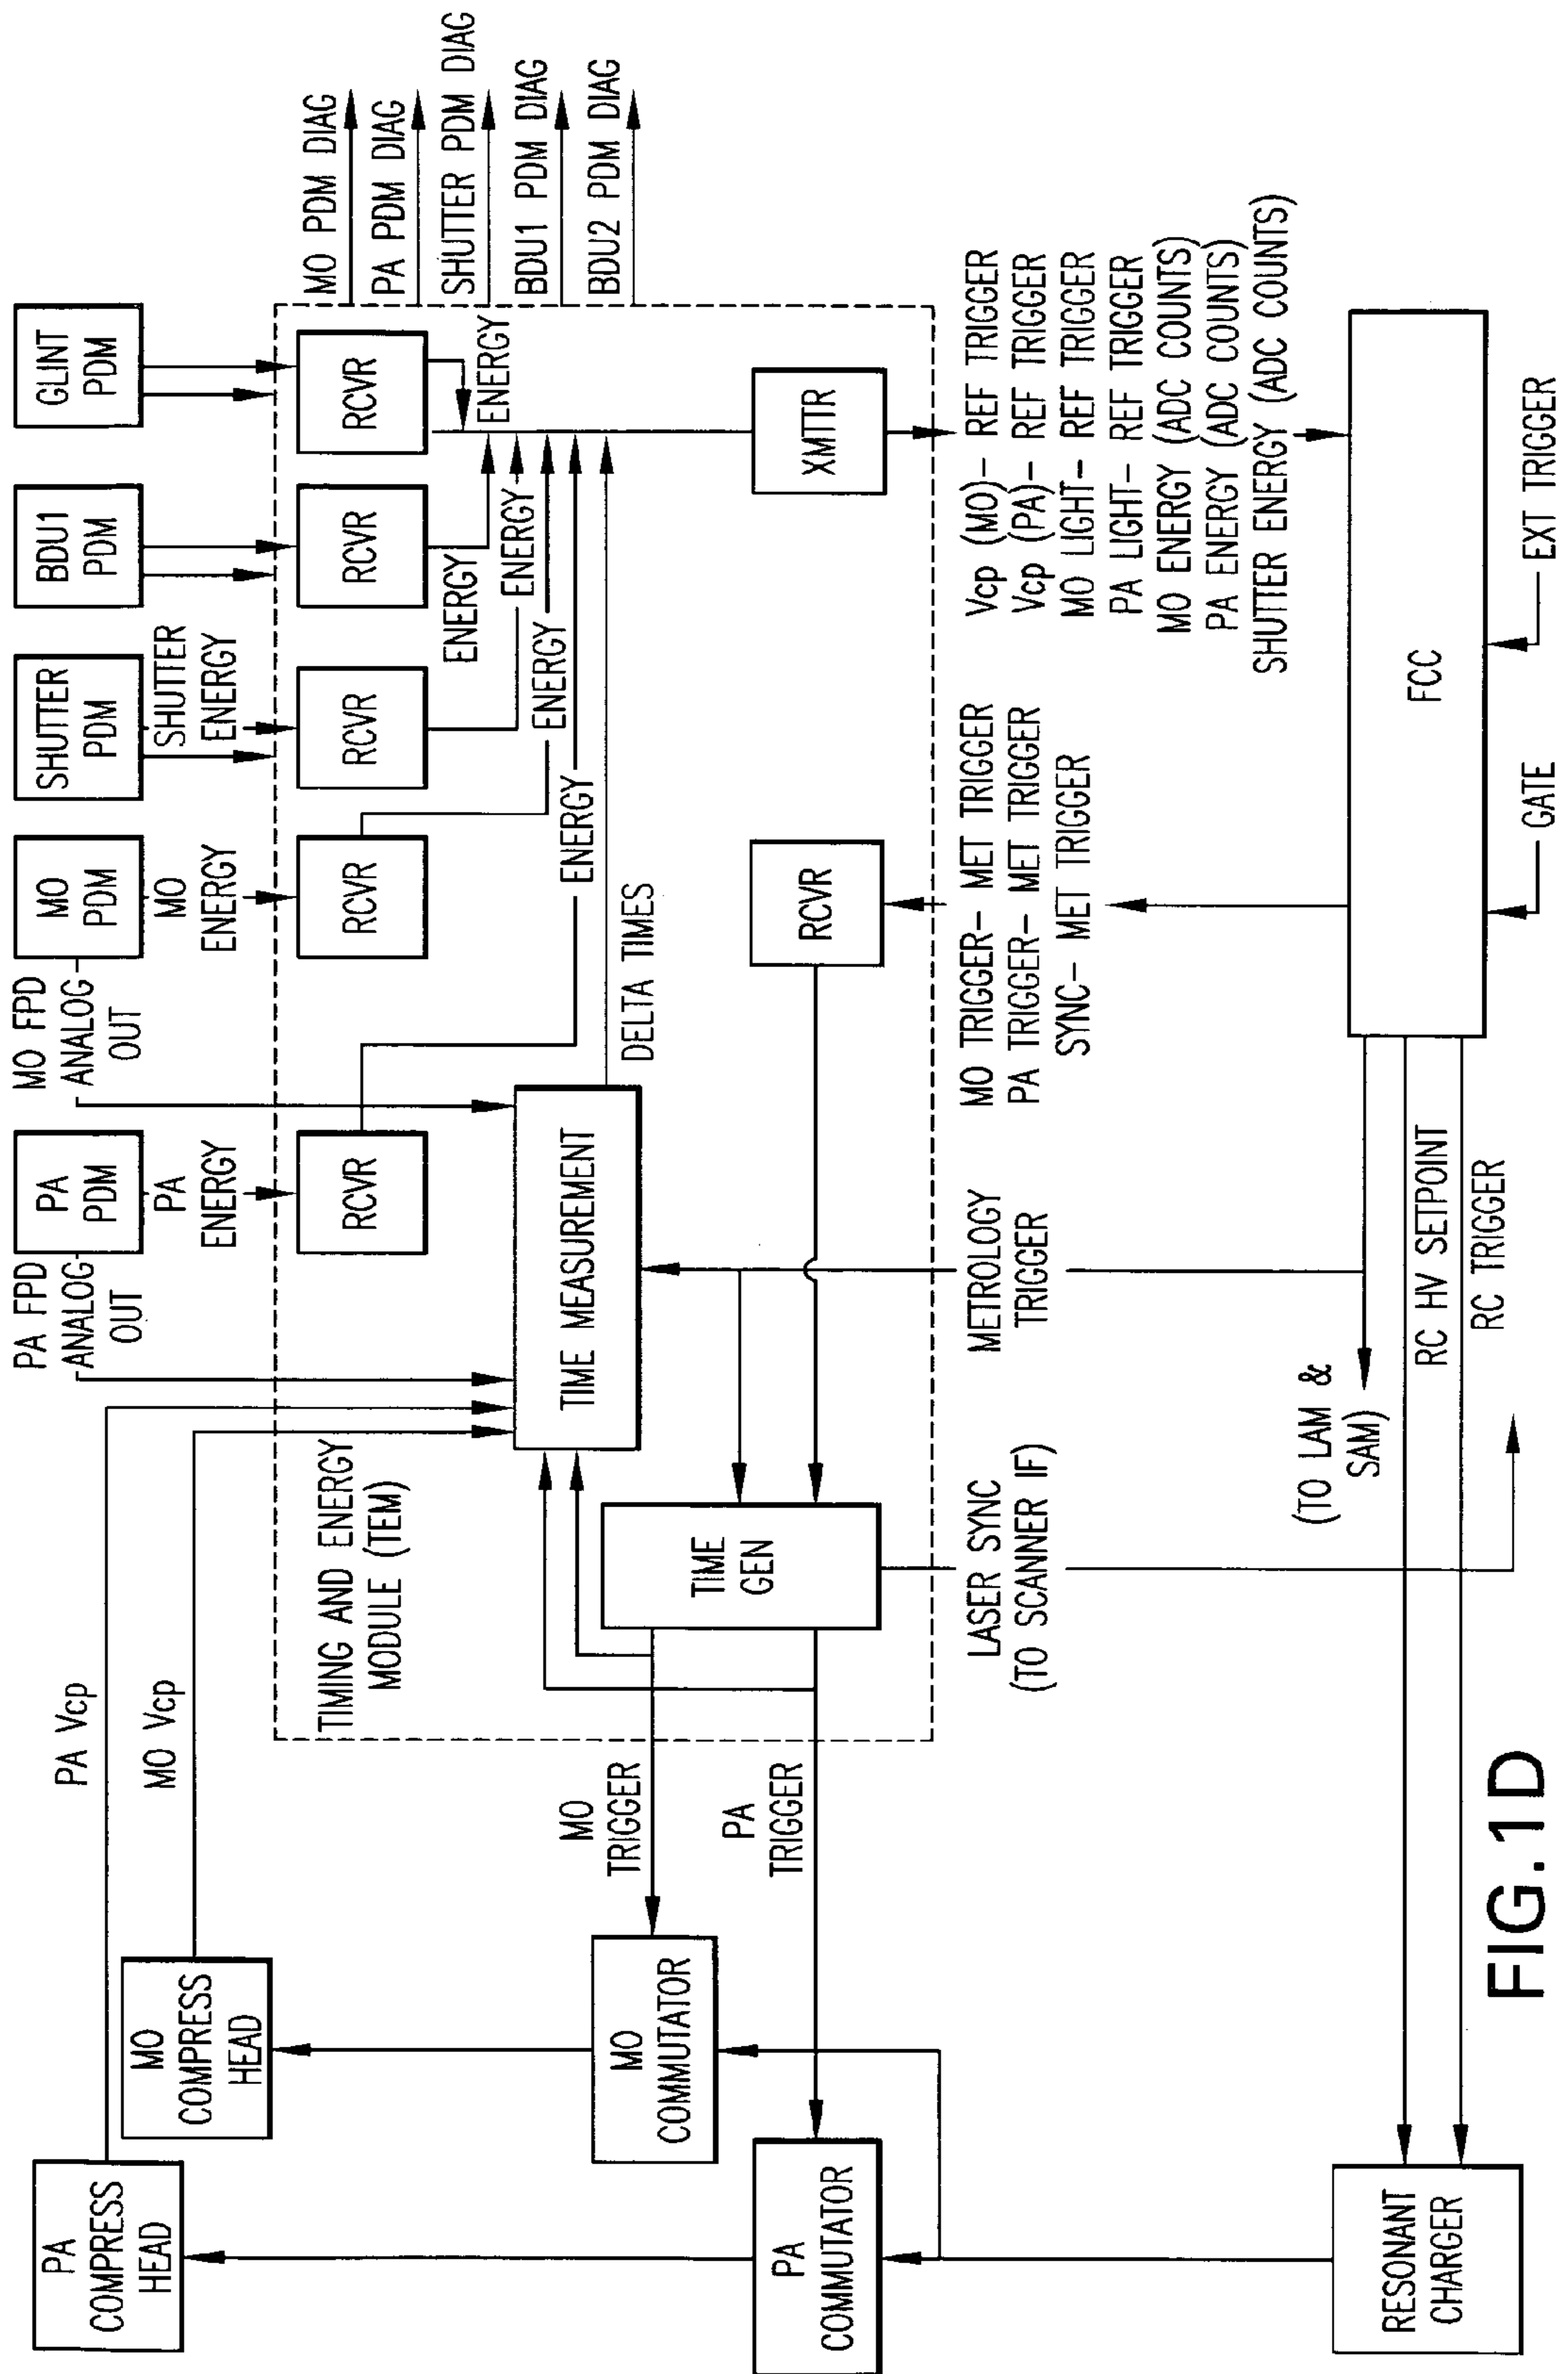 PA
COMPRESS
HEAD
MO
COMPRESS
HEAD
PA Vcp
MO Vcp
PA FPD
ANALOG
OUT
PA
PDM
PA
ENERGY
MO FPD
ANALOG
OUT
MO
PDM
MO
ENERGY
SHUTTER
PDM
SHUTTER
ENERGY
BDU1
PDM
GLINT
PDM
TIMING AND ENERGY
MODULE (TEM)
RCVR
RCVR
RCVR
RCVR
RCVR
MO PDM DIAG
PA PDM DIAG
SHUTTER PDM DIAG
BDU1 PDM DIAG
BDU2 PDM DIAG
ENERGY
ENERGY
ENERGY
ENERGY
ENERGY
DELTA TIMES
TIME MEASUREMENT
MO
TRIGGER
MO
COMMUTATOR
TIME
GEN
RCVR
XMTTR
PA
TRIGGER
PA
COMMUTATOR
LASER SYNC
(TO SCANNER IF)
METROLOGY
TRIGGER
MO TRIGGER- MET TRIGGER
PA TRIGGER- MET TRIGGER
SYNC- MET TRIGGER
Vcp (MO)- REF TRIGGER
Vcp (PA)- REF TRIGGER
MO LIGHT- REF TRIGGER
PA LIGHT- REF TRIGGER
MO ENERGY (ADC COUNTS)
PA ENERGY (ADC COUNTS)
SHUTTER ENERGY (ADC COUNTS)
(TO LAM &
SAM)
RC HV SETPOINT
RC TRIGGER
RESONANT
CHARGER
FCC
GATE
EXT TRIGGER
FIG.1D